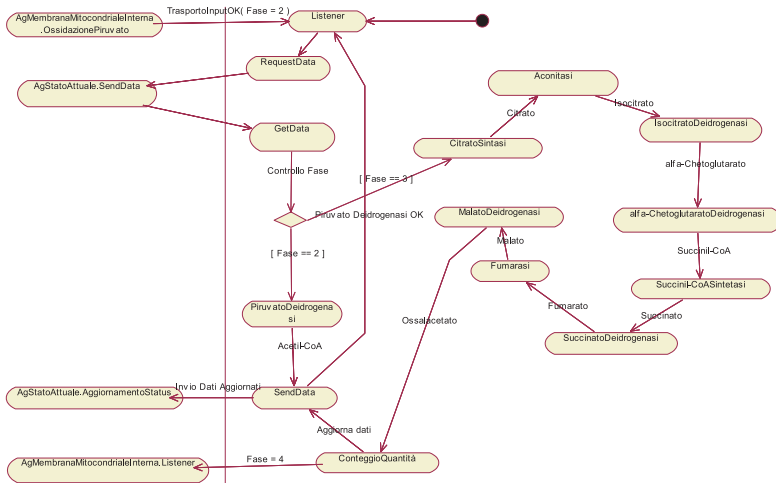 TrasportoInputOK( Fase = 2 )
AgMembranaMitocondrialeInterna
.OssidazionePiruvato
Listener
RequestData
AgStatoAttuale.SendData
GetData
Controllo Fase
[ Fase == 3 ]
Piruvato Deidrogenasi OK
[ Fase == 2 ]
PiruvatoDeidrogena
si
Acetil-CoA
SendData
Invio Dati Aggiornati
AgStatoAttuale.AggiornamentoStatus
Aggiorna dati
ConteggioQuantità
Fase = 4
AgMembranaMitocondrialeInterna.Listener
CitratoSintasi
Citrato
Aconitasi
Isocitrato
IsocitratoDeidrogenasi
alfa-Chetoglutarato
alfa-ChetoglutaratoDeidrogenasi
Succinil-CoA
Succinil-CoASintetasi
Succinato
SuccinatoDeidrogenasi
Fumarato
Fumarasi
Malato
MalatoDeidrogenasi
Ossalacetato